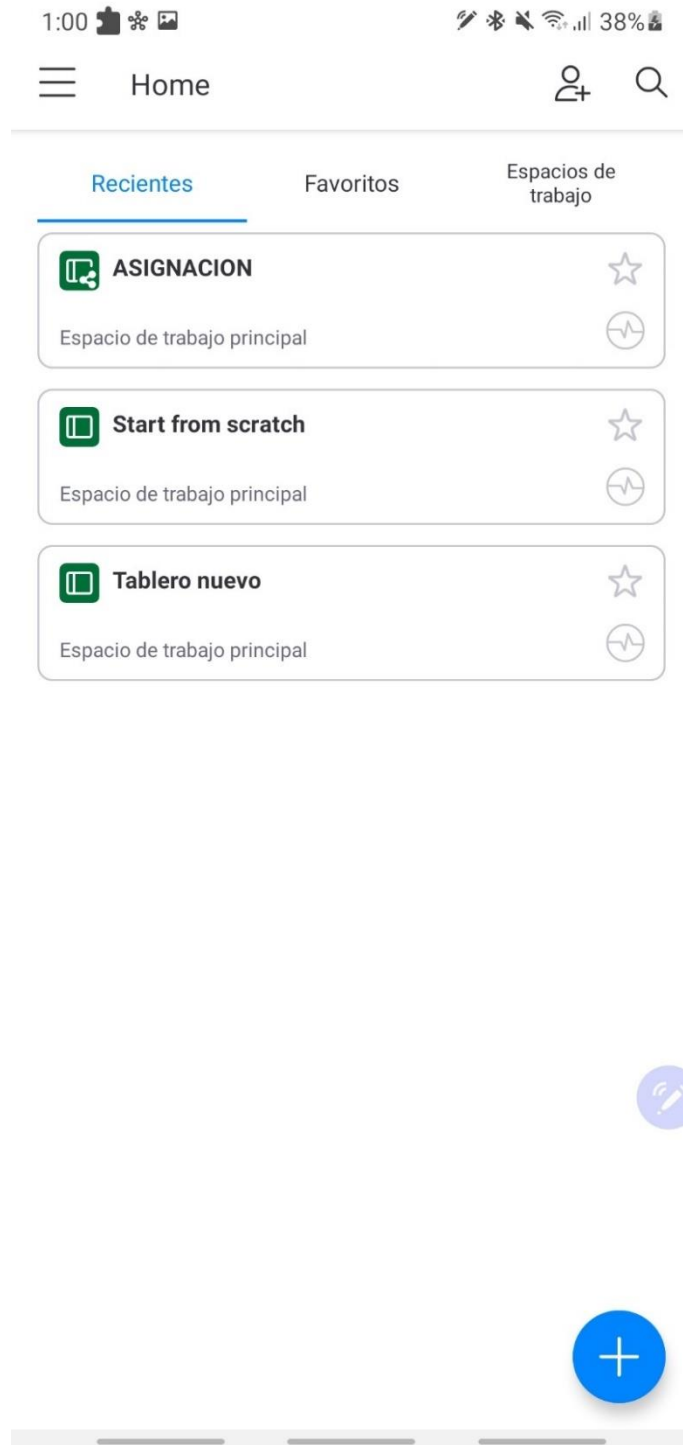 1:00 38%
Home
Recientes Favoritos Espacios de trabajo
ASIGNACION
Espacio de trabajo principal
Start from scratch
Espacio de trabajo principal
Tablero nuevo
Espacio de trabajo principal